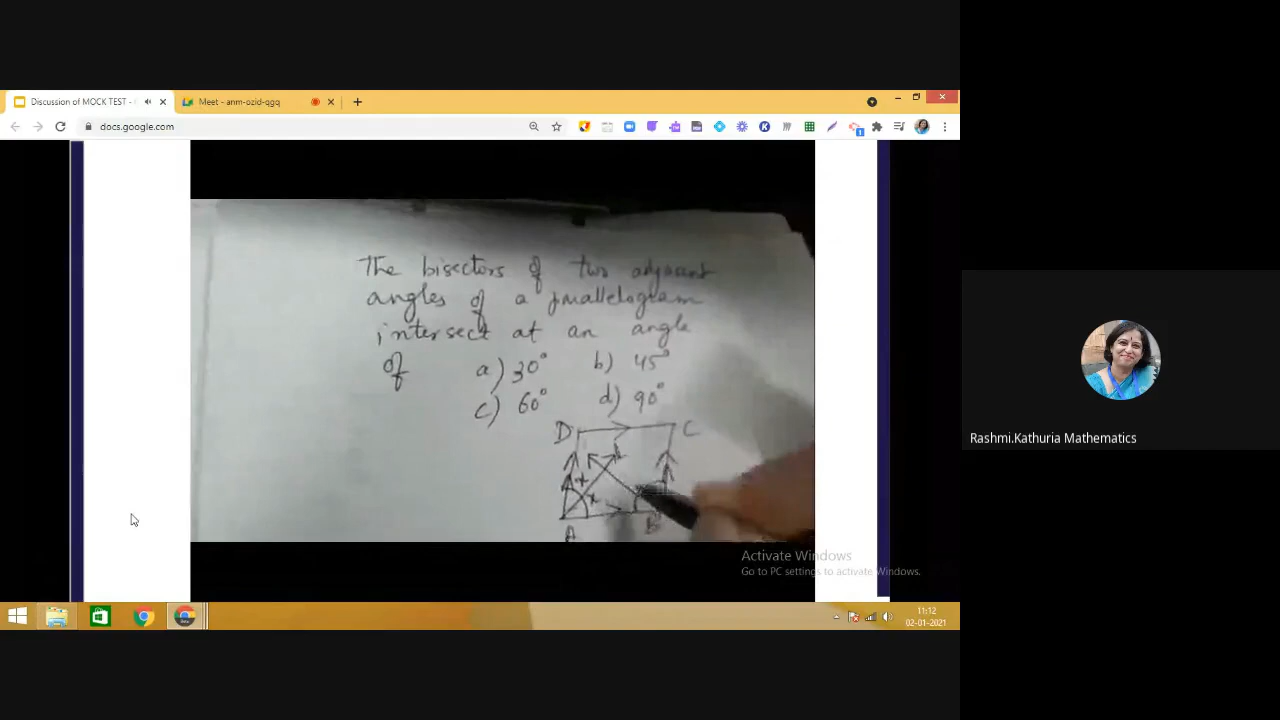 Discussion of MOCK TEST -
Meet - anm-ozid-qgq
docs.google.com
The bisectors of two adjacent
angles of a parallelogram
intersect at an angle
of a) 30° b) 45°
c) 60° d) 90°
D C
x
x
A B
Rashmi.Kathuria Mathematics
Activate Windows
Go to PC settings to activate Windows.
11:12
02-01-2021